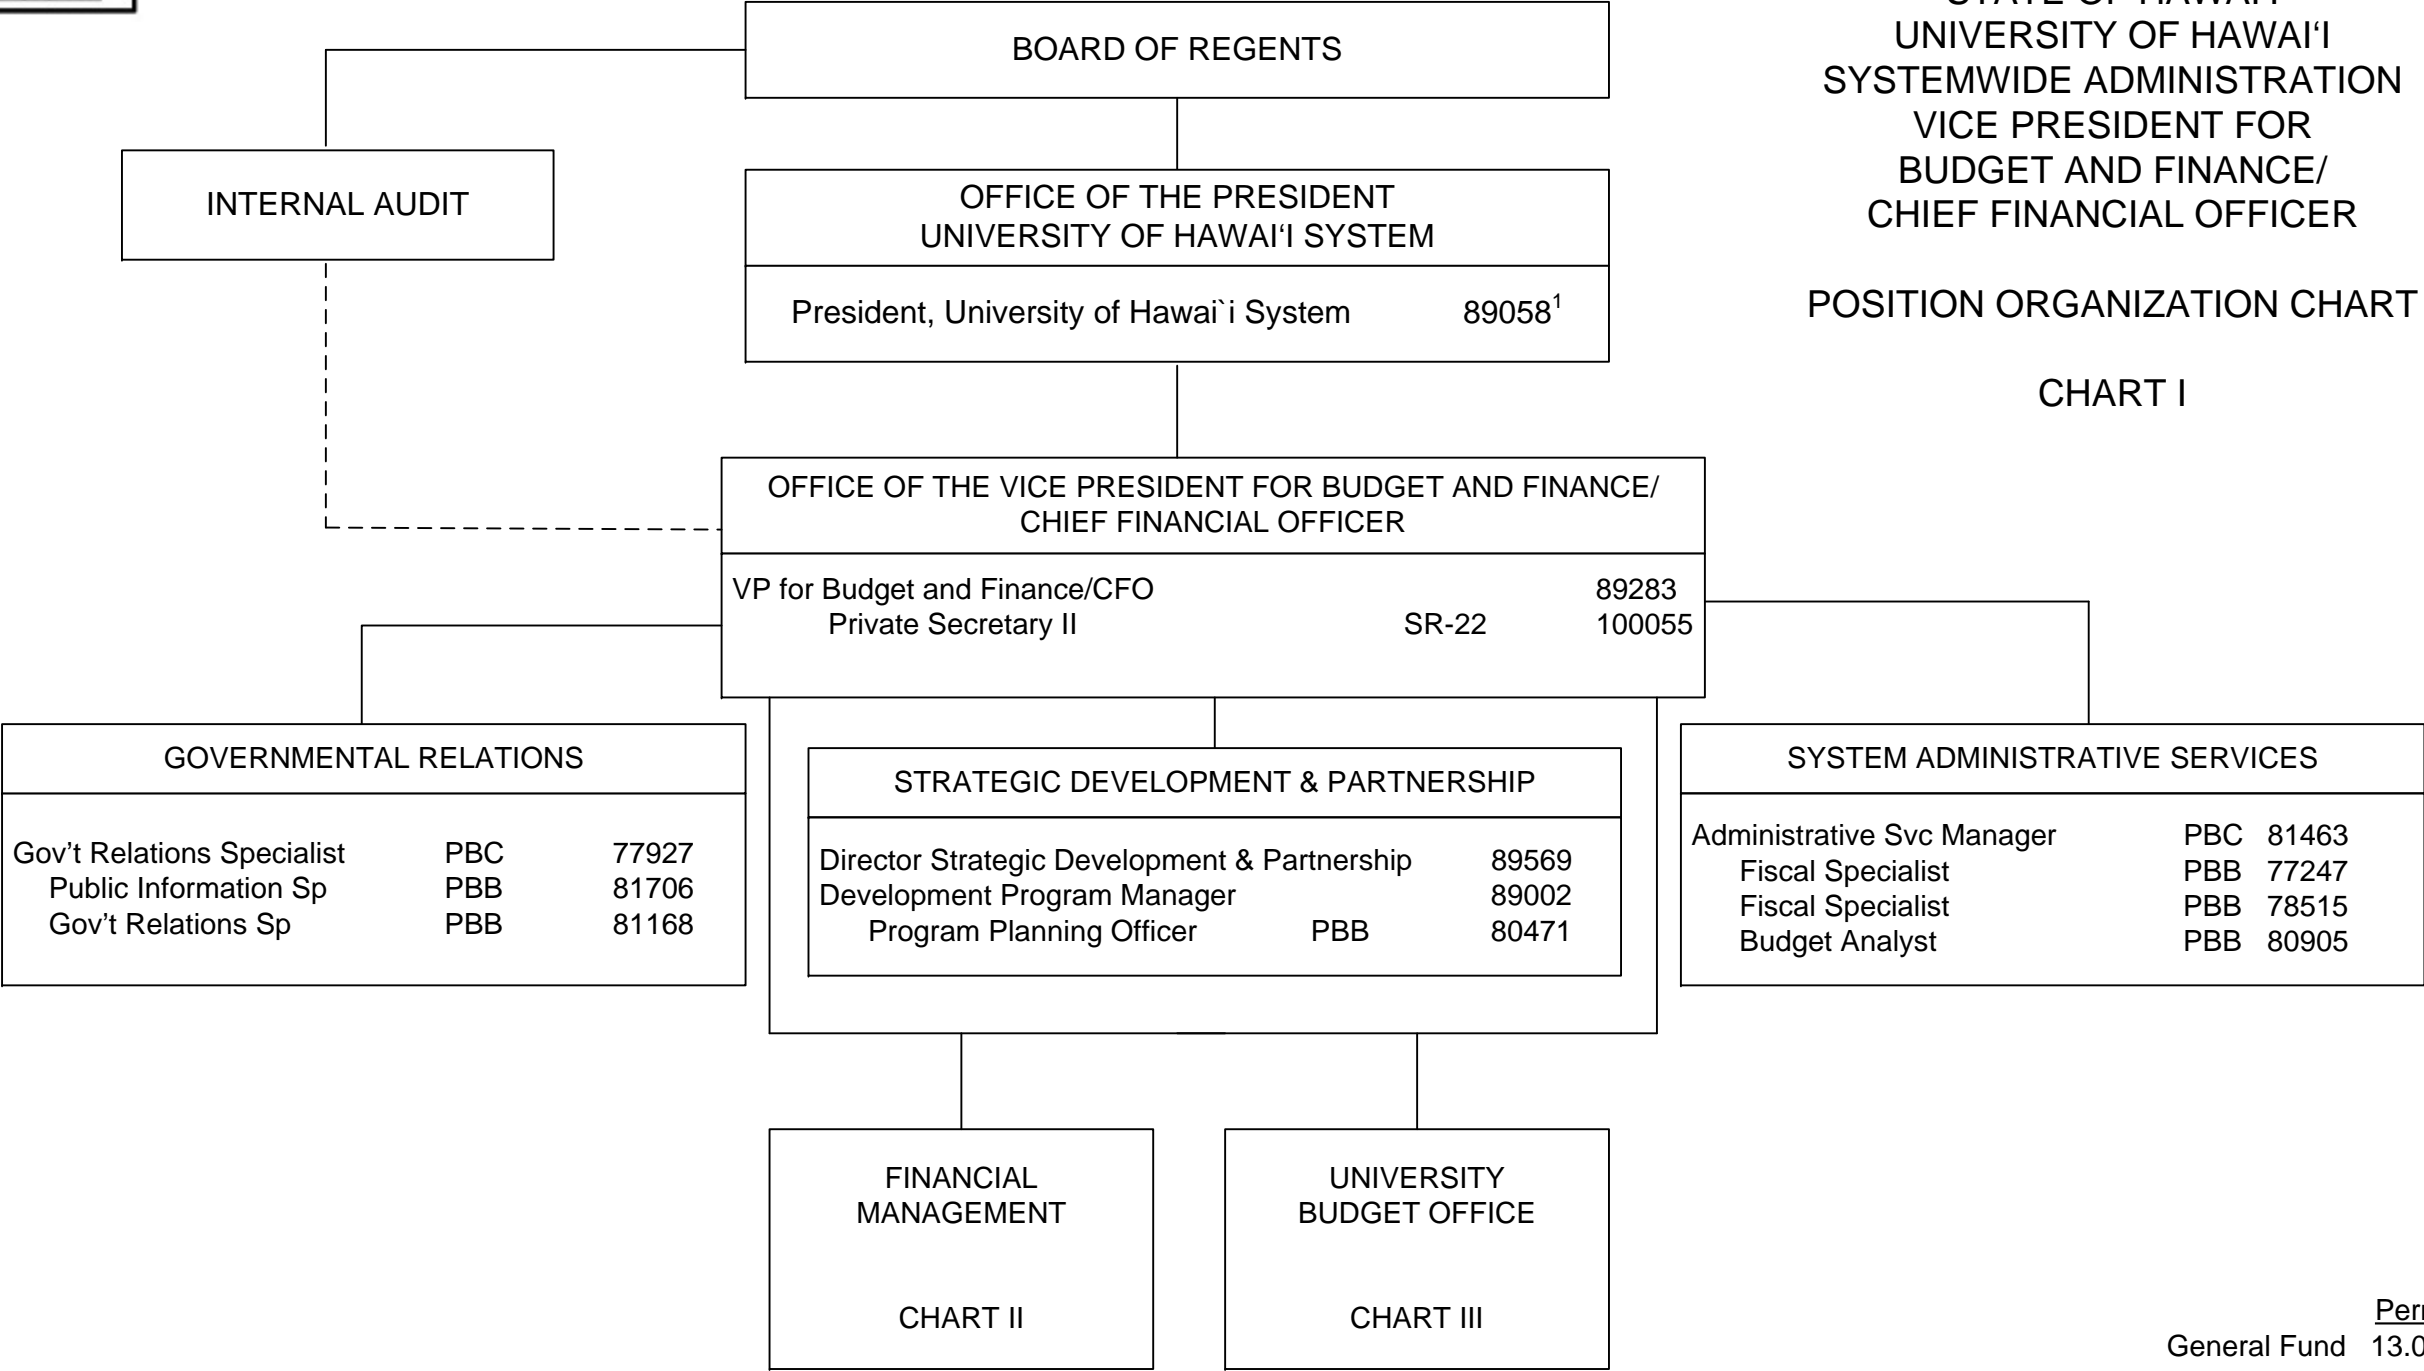 BOARD OF REGENTS
STATE OF HAWAI‘I
UNIVERSITY OF HAWAI‘I
SYSTEMWIDE ADMINISTRATION
VICE PRESIDENT FOR
BUDGET AND FINANCE/
CHIEF FINANCIAL OFFICER
POSITION ORGANIZATION CHART
CHART I
INTERNAL AUDIT
OFFICE OF THE PRESIDENT
UNIVERSITY OF HAWAI‘I SYSTEM
President, University of Hawai`i System 89058¹
OFFICE OF THE VICE PRESIDENT FOR BUDGET AND FINANCE/
CHIEF FINANCIAL OFFICER
VP for Budget and Finance/CFO 89283
Private Secretary II SR-22 100055
GOVERNMENTAL RELATIONS
Gov’t Relations Specialist PBC 77927
Public Information Sp PBB 81706
Gov’t Relations Sp PBB 81168
STRATEGIC DEVELOPMENT & PARTNERSHIP
Director Strategic Development & Partnership 89569
Development Program Manager 89002
Program Planning Officer PBB 80471
SYSTEM ADMINISTRATIVE SERVICES
Administrative Svc Manager PBC 81463
Fiscal Specialist PBB 77247
Fiscal Specialist PBB 78515
Budget Analyst PBB 80905
FINANCIAL
MANAGEMENT
CHART II
UNIVERSITY
BUDGET OFFICE
CHART III
General Fund 13.0